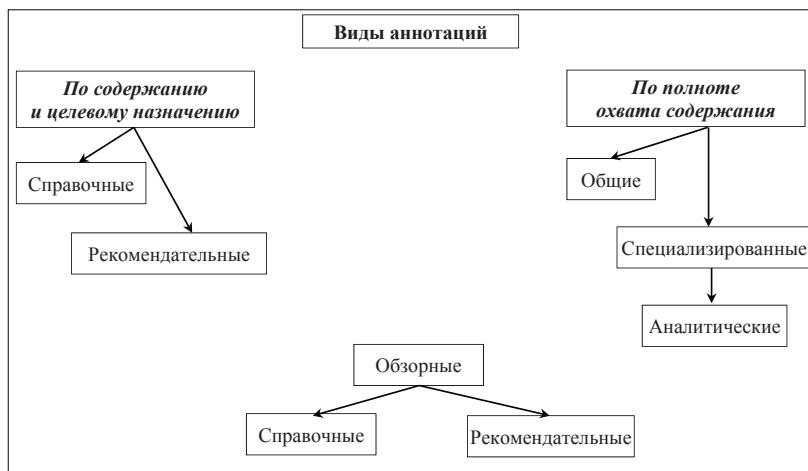 Виды аннотаций
По содержанию
и целевому назначению
По полноте
охвата содержания
Справочные
Общие
Рекомендательные
Специализированные
Аналитические
Обзорные
Справочные
Рекомендательные